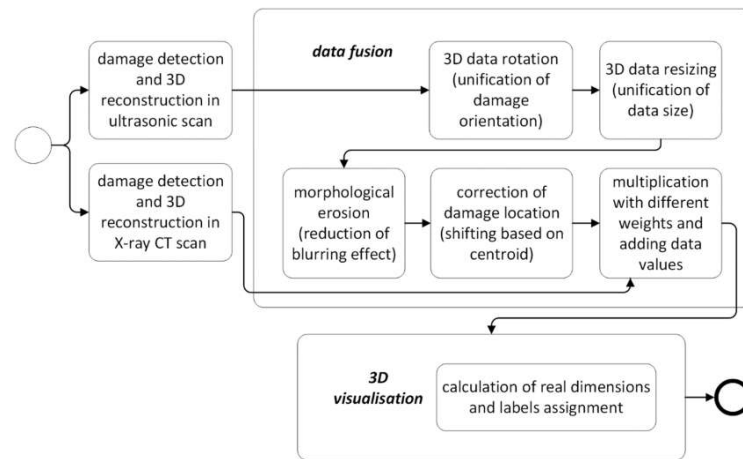 damage detection
and 3D
reconstruction in
ultrasonic scan
data fusion
3D data rotation
(unification of
damage
orientation)
3D data resizing
(unification of
data size)
damage detection
and 3D
reconstruction in
X-ray CT scan
morphological
erosion
(reduction of
blurring effect)
correction of
damage location
(shifting based on
centroid)
multiplication
with different
weights and
adding data
values
3D
visualisation
calculation of real dimensions
and labels assignment